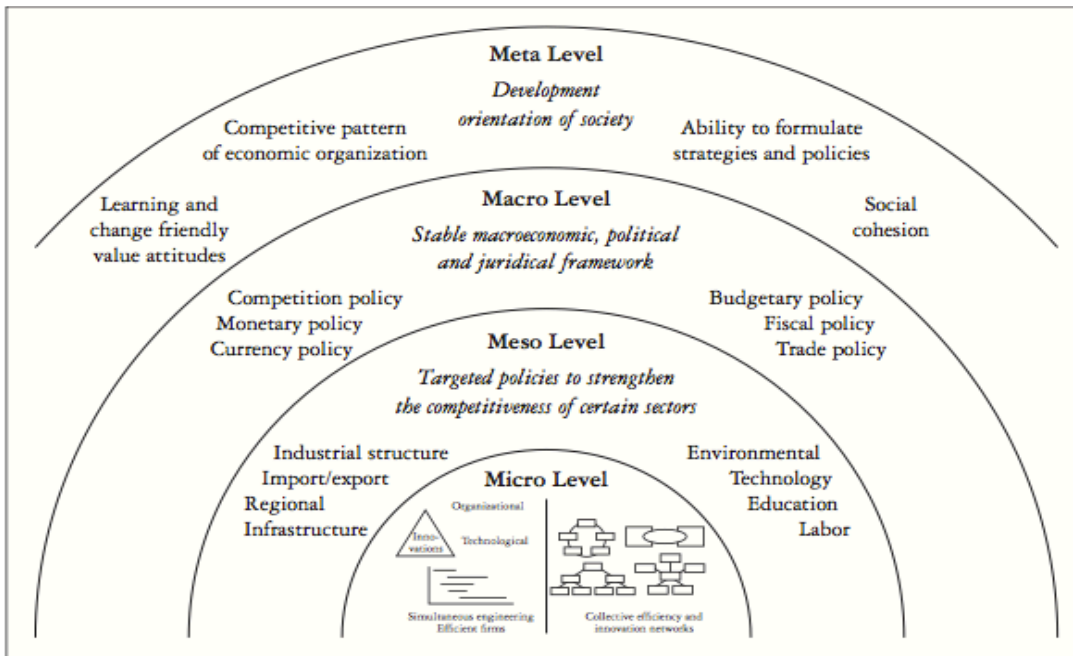 Meta Level
Development
orientation of society
Competitive pattern
of economic organization
Ability to formulate
strategies and policies
Learning and
change friendly
value attitudes
Social
cohesion
Macro Level
Stable macroeconomic, political
and juridical framework
Competition policy
Monetary policy
Currency policy
Budgetary policy
Fiscal policy
Trade policy
Meso Level
Targeted policies to strengthen
the competitiveness of certain sectors
Industrial structure
Import/export
Regional
Infrastructure
Environmental
Technology
Education
Labor
Micro Level
Organizational
Inno-
vations
Technological
Simultaneous engineering
Efficient firms
Collective efficiency and
innovation networks